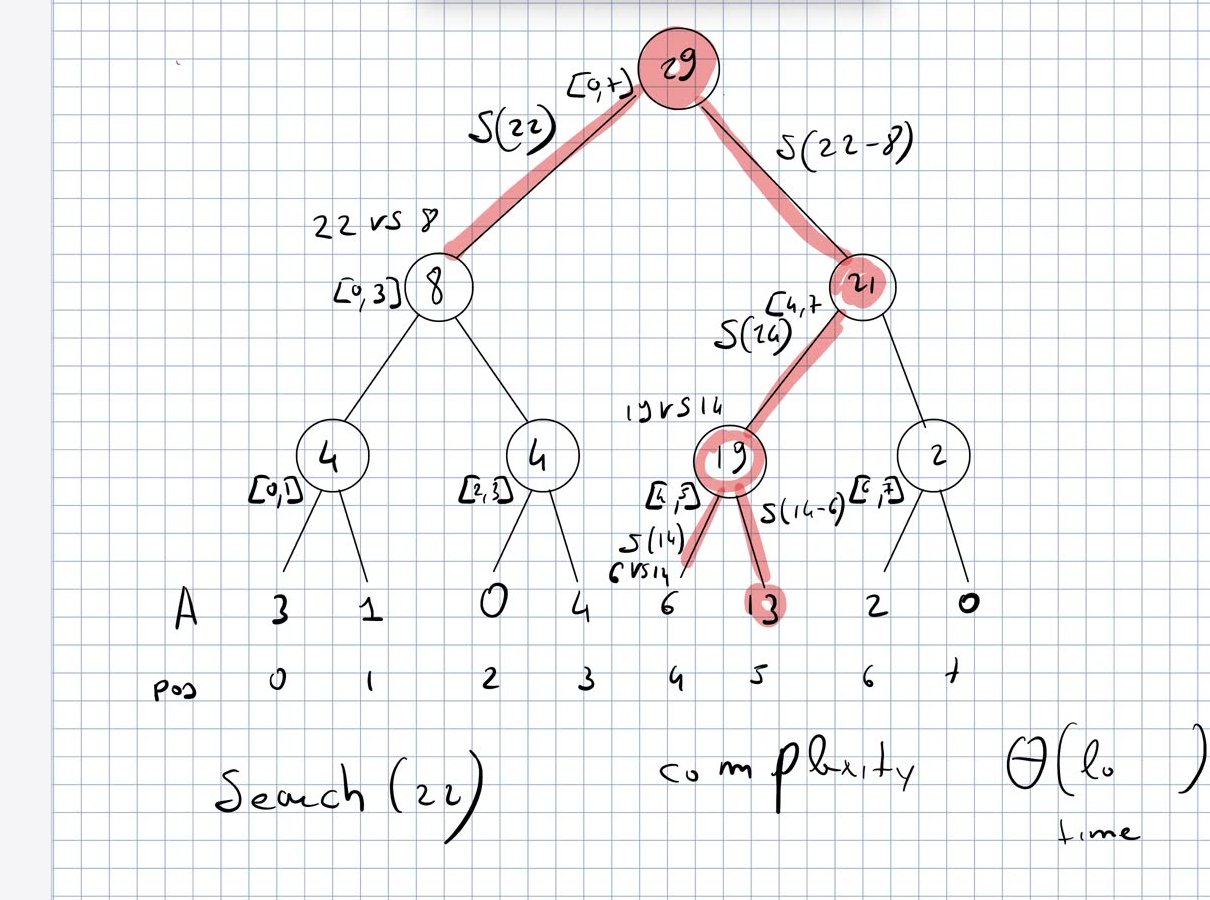 29
[0,7]
S(22)
S(22-8)
22 vs 8
[0,3] 8
21
[4,7
S(14)
19 vs 14
4
4
19
2
[0,1]
[2,3]
[4,5]
S(14-6)
[6,7]
S(14)
6 vs 14
A 3 1 0 4 6 13 2 0
pos 0 1 2 3 4 5 6 7
Search (22) complexity Θ(lo )
time